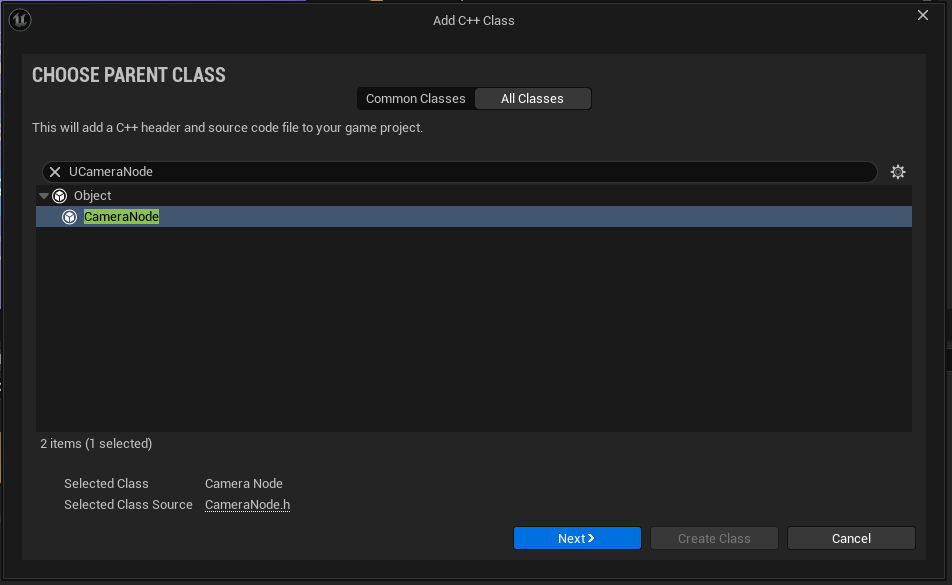 Add C++ Class
CHOOSE PARENT CLASS
Common Classes
All Classes
This will add a C++ header and source code file to your game project.
UCameraNode
Object
CameraNode
2 items (1 selected)
Selected Class Camera Node
Selected Class Source CameraNode.h
Next
Create Class
Cancel